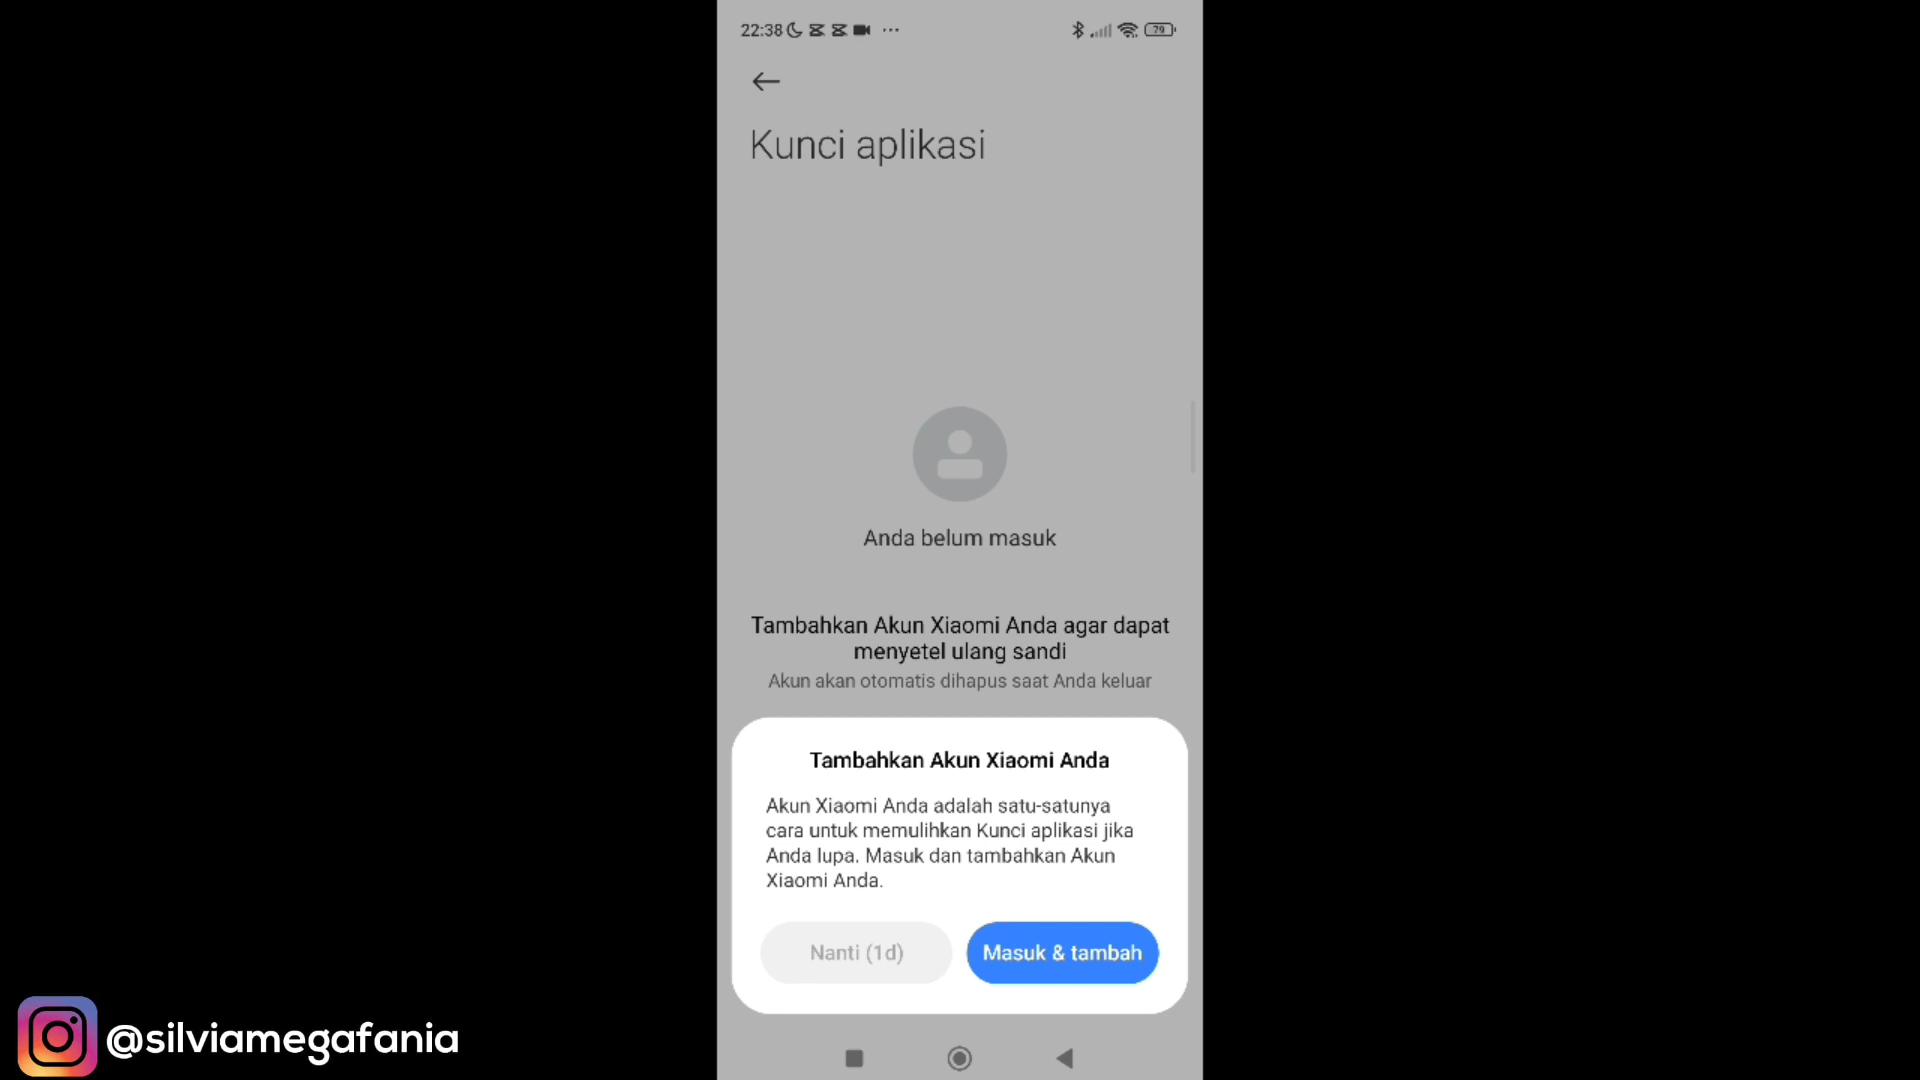 22:38
79
Kunci aplikasi
Anda belum masuk
Tambahkan Akun Xiaomi Anda agar dapat
menyetel ulang sandi
Akun akan otomatis dihapus saat Anda keluar
Tambahkan Akun Xiaomi Anda
Akun Xiaomi Anda adalah satu-satunya
cara untuk memulihkan Kunci aplikasi jika
Anda lupa. Masuk dan tambahkan Akun
Xiaomi Anda.
Nanti (1d)
Masuk & tambah
@silviamegafania